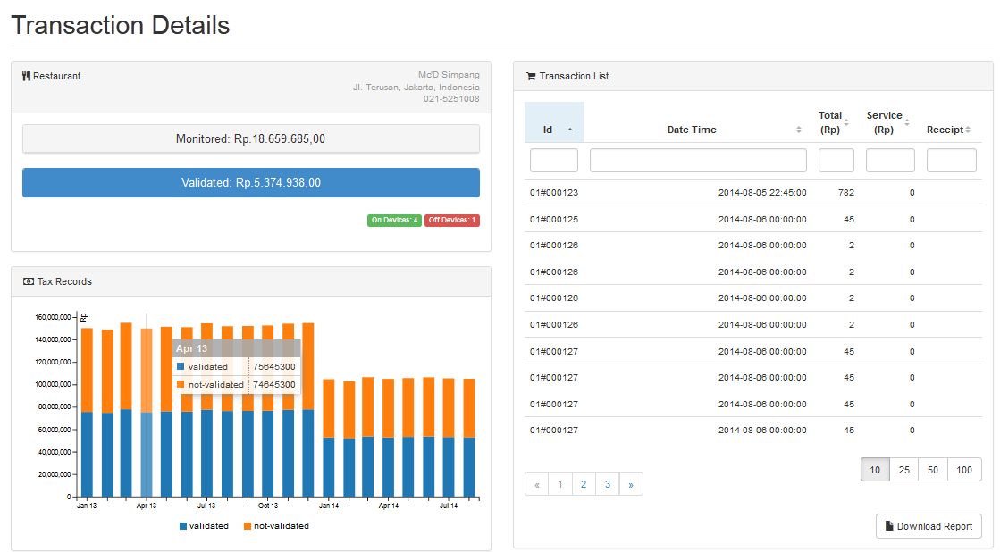 Transaction Details
Restaurant
Mc'D Simpang
Jl. Terusan, Jakarta, Indonesia
021-5251008
Monitored: Rp.18.659.685,00
Validated: Rp.5.374.938,00
On Devices: 4 Off Devices: 1
Tax Records
Rp
160,000,000
140,000,000
120,000,000
100,000,000
80,000,000
60,000,000
40,000,000
20,000,000
0
Apr 13
validated 75645300
not-validated 74645300
Jan 13 Apr 13 Jul 13 Oct 13 Jan 14 Apr 14 Jul 14
validated not-validated
Transaction List
Id Date Time Total (Rp) Service (Rp) Receipt
01#000123 2014-08-05 22:45:00 782 0
01#000125 2014-08-06 00:00:00 45 0
01#000126 2014-08-06 00:00:00 2 0
01#000126 2014-08-06 00:00:00 2 0
01#000126 2014-08-06 00:00:00 2 0
01#000126 2014-08-06 00:00:00 2 0
01#000127 2014-08-06 00:00:00 45 0
01#000127 2014-08-06 00:00:00 45 0
01#000127 2014-08-06 00:00:00 45 0
01#000127 2014-08-06 00:00:00 45 0
10 25 50 100
« 1 2 3 »
Download Report